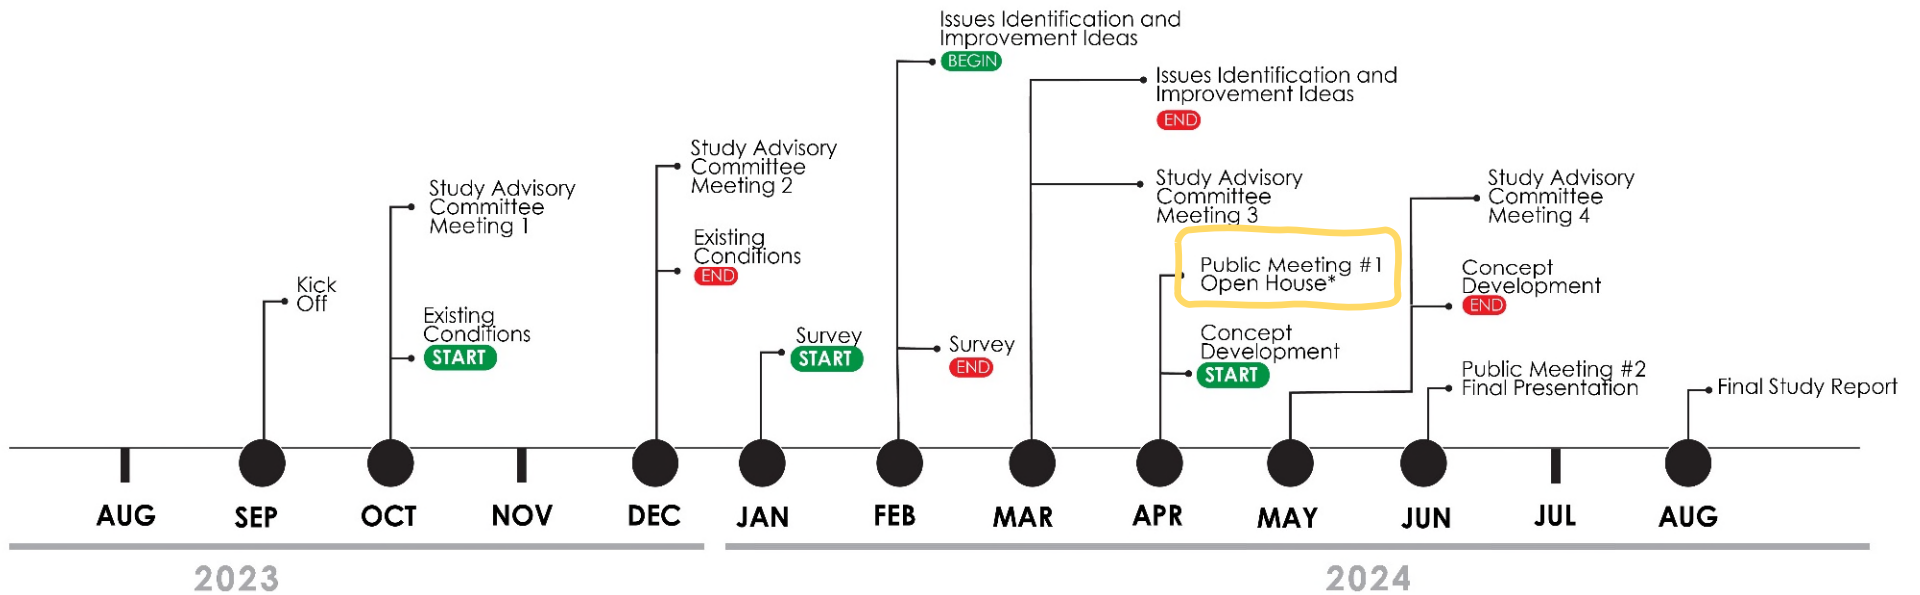 Kick
Off
Study Advisory
Committee
Meeting 1
Existing
Conditions
START
Study Advisory
Committee
Meeting 2
Existing
Conditions
END
Survey
START
Issues Identification and
Improvement Ideas
BEGIN
Survey
END
Issues Identification and
Improvement Ideas
END
Study Advisory
Committee
Meeting 3
Public Meeting #1
Open House*
Concept
Development
START
Study Advisory
Committee
Meeting 4
Concept
Development
END
Public Meeting #2
Final Presentation
Final Study Report
AUG SEP OCT NOV DEC JAN FEB MAR APR MAY JUN JUL AUG
2023 2024